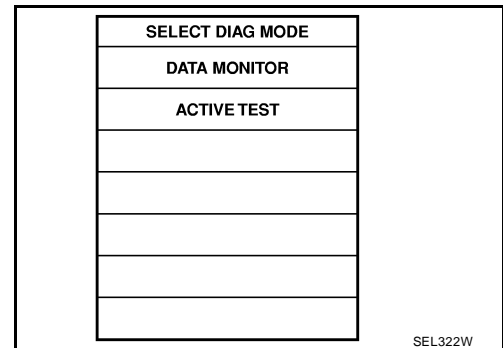 SELECT DIAG MODE
DATA MONITOR
ACTIVE TEST
SEL322W